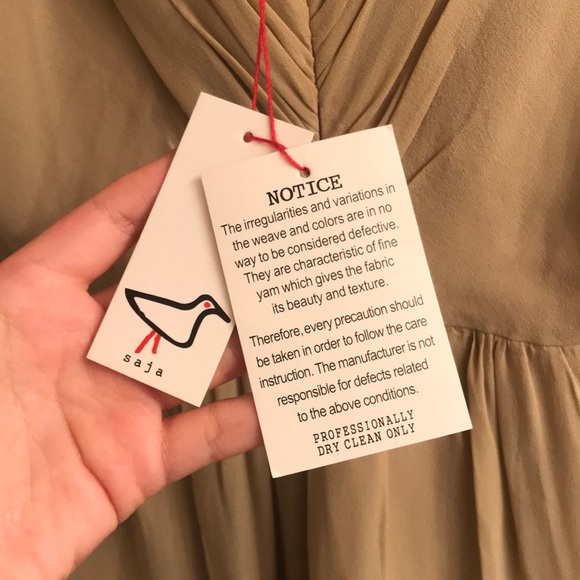 saja
NOTICE
The irregularities and variations in
the weave and colors are in no
way to be considered defective.
They are characteristic of fine
yarn which gives the fabric
its beauty and texture.
Therefore, every precaution should
be taken in order to follow the care
instruction. The manufacturer is not
responsible for defects related
to the above conditions.
PROFESSIONALLY
DRY CLEAN ONLY